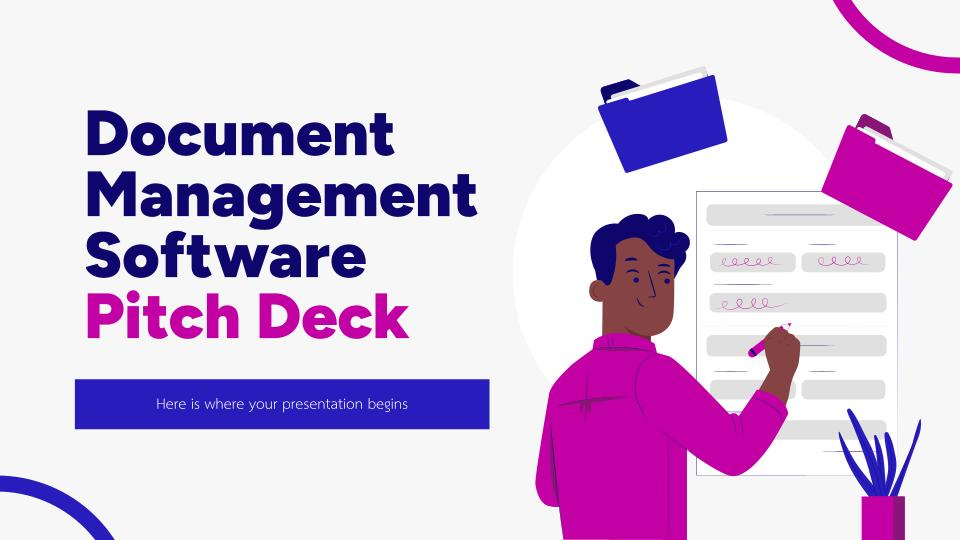 Document
Management
Software
Pitch Deck
Here is where your presentation begins